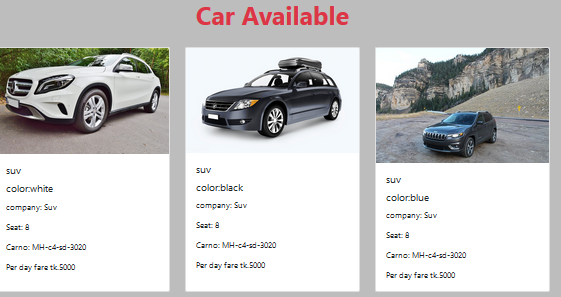 Car Available
suv
color:white
company: Suv
Seat: 8
Carno: MH-c4-sd-3020
Per day fare tk.5000
suv
color:black
company: Suv
Seat: 8
Carno: MH-c4-sd-3020
Per day fare tk.5000
suv
color:blue
company: Suv
Seat: 8
Carno: MH-c4-sd-3020
Per day fare tk.5000